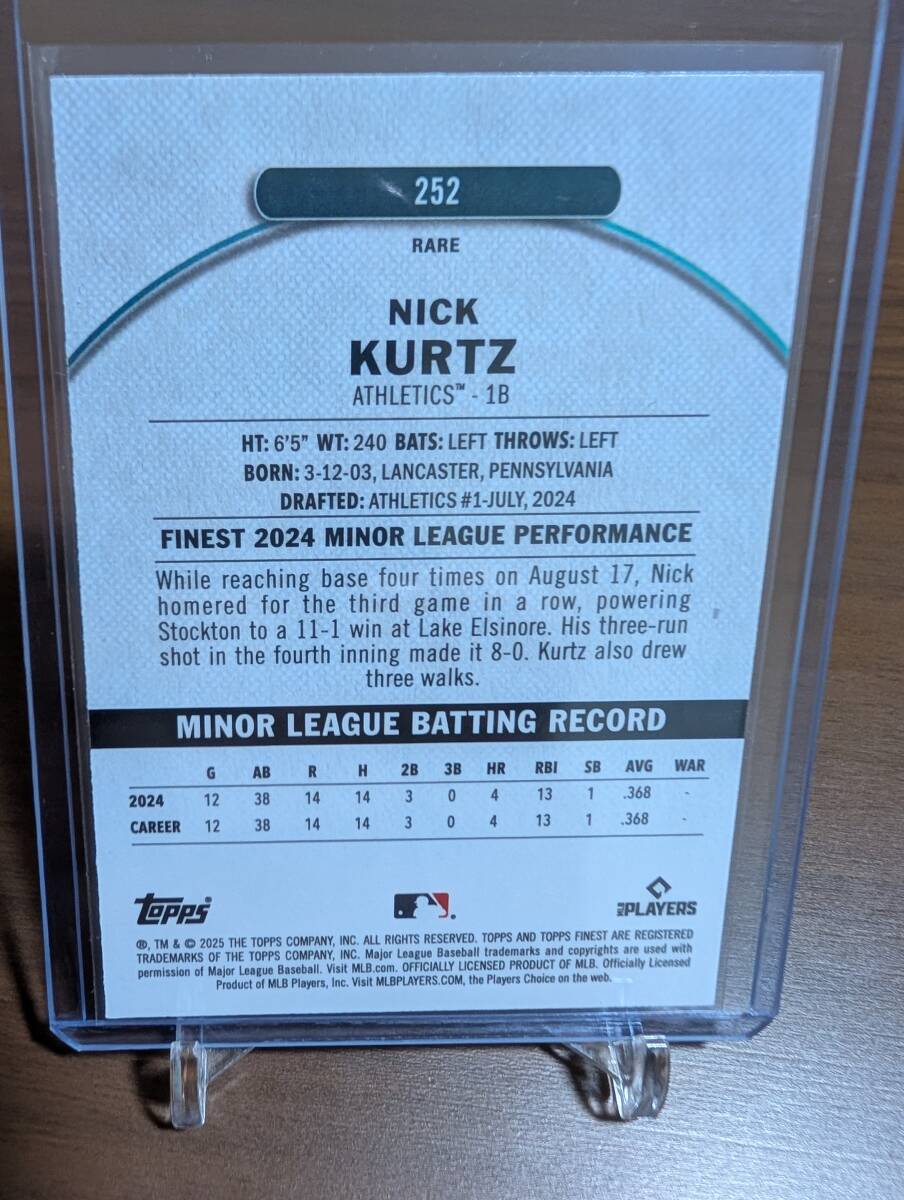 252
RARE
NICK
KURTZ
ATHLETICS™ - 1B
HT: 6'5" WT: 240 BATS: LEFT THROWS: LEFT
BORN: 3-12-03, LANCASTER, PENNSYLVANIA
DRAFTED: ATHLETICS #1-JULY, 2024
FINEST 2024 MINOR LEAGUE PERFORMANCE
While reaching base four times on August 17, Nick
homered for the third game in a row, powering
Stockton to a 11-1 win at Lake Elsinore. His three-run
shot in the fourth inning made it 8-0. Kurtz also drew
three walks.
MINOR LEAGUE BATTING RECORD
G AB R H 2B 3B HR RBI SB AVG WAR
2024 12 38 14 14 3 0 4 13 1 .368 -
CAREER 12 38 14 14 3 0 4 13 1 .368 -
topps®
MLB PLAYERS
®, TM & © 2025 THE TOPPS COMPANY, INC. ALL RIGHTS RESERVED. TOPPS AND TOPPS FINEST ARE REGISTERED
TRADEMARKS OF THE TOPPS COMPANY, INC. Major League Baseball trademarks and copyrights are used with
permission of Major League Baseball. Visit MLB.com. OFFICIALLY LICENSED PRODUCT OF MLB. Officially Licensed
Product of MLB Players, Inc. Visit MLBPLAYERS.COM, the Players Choice on the web.